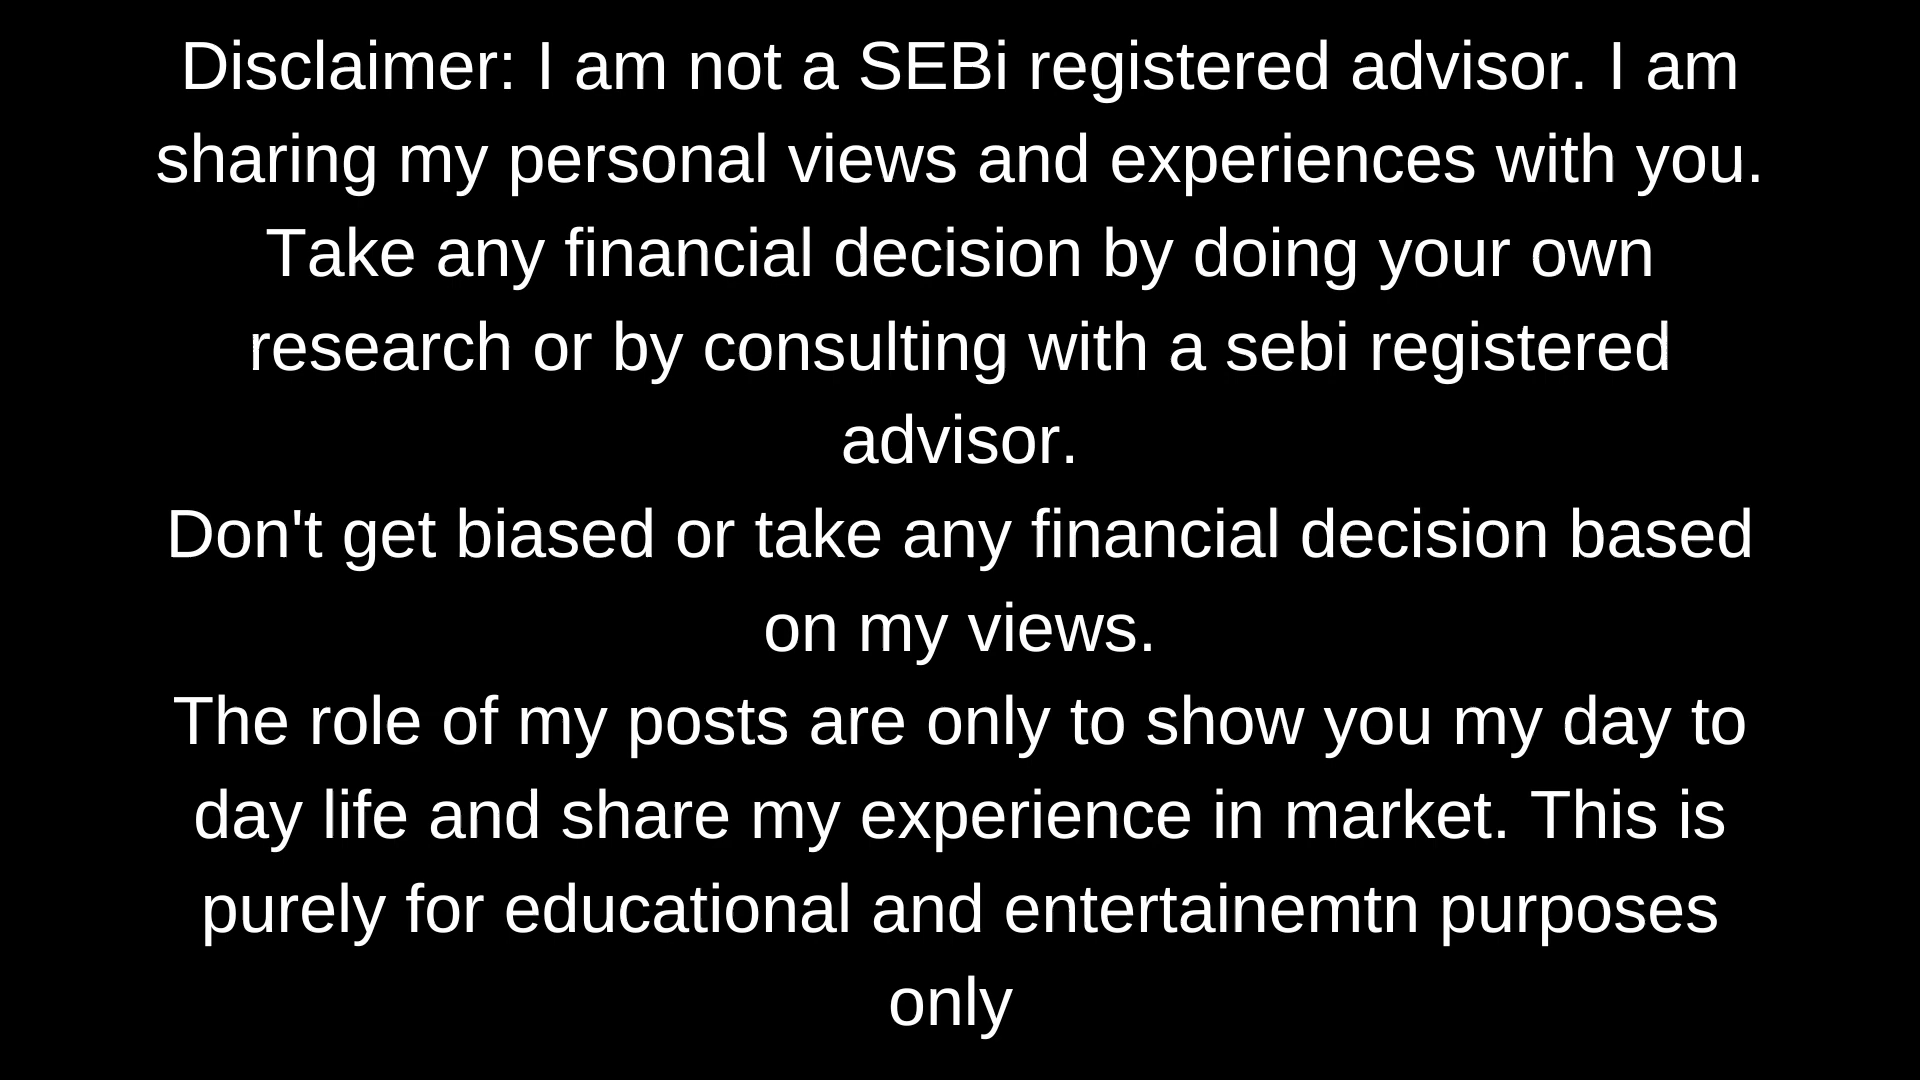 Disclaimer: I am not a SEBi registered advisor. I am
sharing my personal views and experiences with you.
Take any financial decision by doing your own
research or by consulting with a sebi registered
advisor.
Don't get biased or take any financial decision based
on my views.
The role of my posts are only to show you my day to
day life and share my experience in market. This is
purely for educational and entertainemtn purposes
only